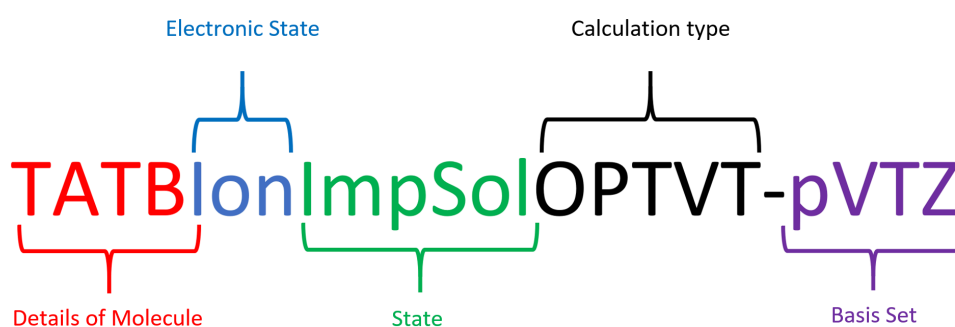 Electronic State Calculation type
TATBIonImpSolOPTVT-pVTZ
Details of Molecule State Basis Set